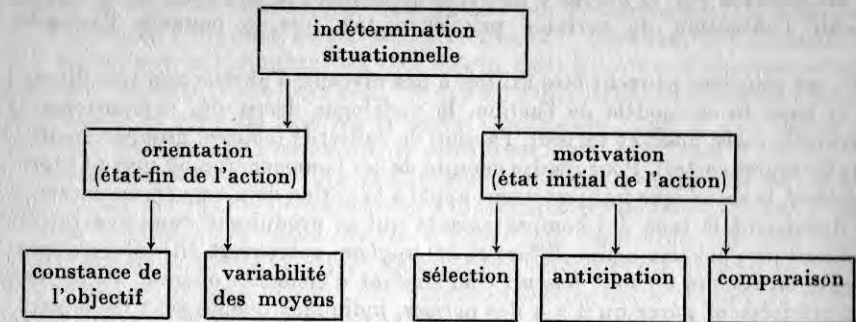 indétermination
situationnelle
orientation
(état-fin de l'action)
motivation
(état initial de l'action)
constance de
l'objectif
variabilité
des moyens
sélection
anticipation
comparaison